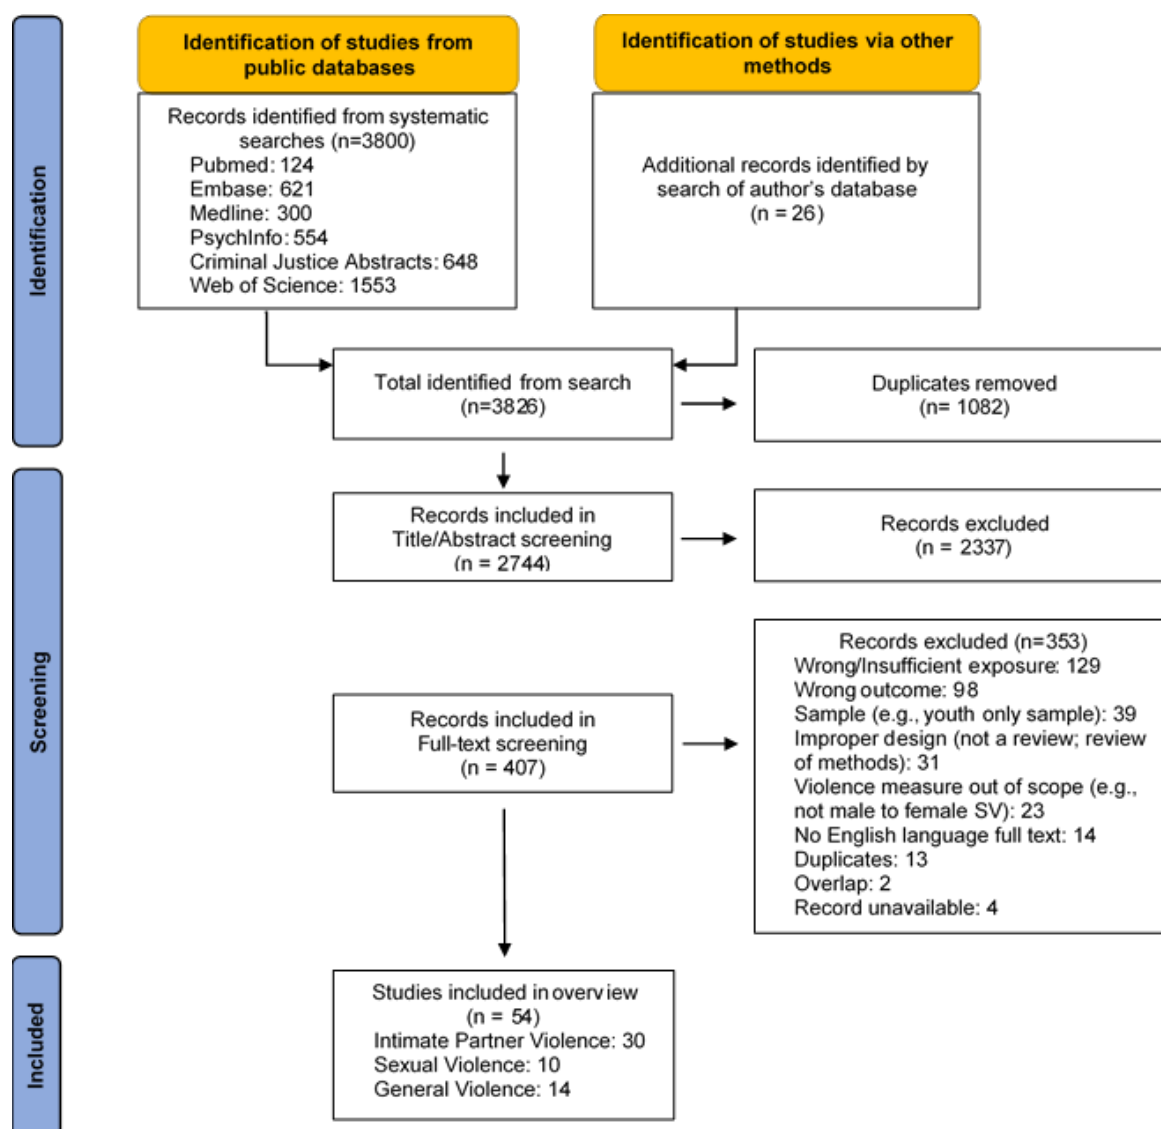 Identification of studies from
public databases
Identification of studies via other
methods
Identification
Records identified from systematic
searches (n=3800)
Pubmed: 124
Embase: 621
Medline: 300
PsychInfo: 554
Criminal Justice Abstracts: 648
Web of Science: 1553
Additional records identified by
search of author's database
(n = 26)
Total identified from search
(n=3826)
Duplicates removed
(n= 1082)
Screening
Records included in
Title/Abstract screening
(n = 2744)
Records excluded
(n = 2337)
Records included in
Full-text screening
(n = 407)
Records excluded (n=353)
Wrong/Insufficient exposure: 129
Wrong outcome: 98
Sample (e.g., youth only sample): 39
Improper design (not a review; review
of methods): 31
Violence measure out of scope (e.g.,
not male to female SV): 23
No English language full text: 14
Duplicates: 13
Overlap: 2
Record unavailable: 4
Included
Studies included in overview
(n = 54)
Intimate Partner Violence: 30
Sexual Violence: 10
General Violence: 14